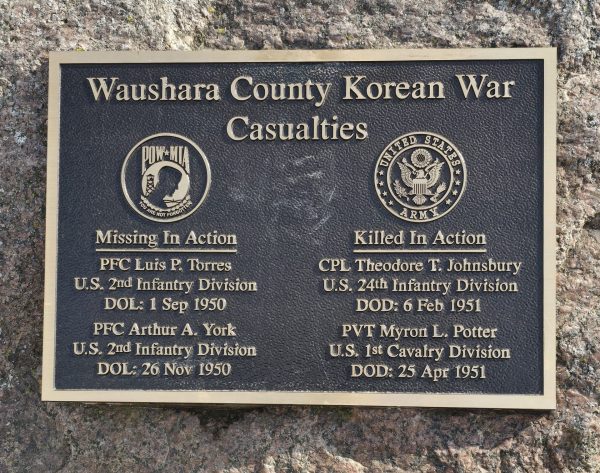 Waushara County Korean War
Casualties
POW★MIA
YOU ARE NOT FORGOTTEN
Missing In Action
PFC Luis P. Torres
U.S. 2nd Infantry Division
DOL: 1 Sep 1950
PFC Arthur A. York
U.S. 2nd Infantry Division
DOL: 26 Nov 1950
UNITED STATES
ARMY
Killed In Action
CPL Theodore T. Johnsbury
U.S. 24th Infantry Division
DOD: 6 Feb 1951
PVT Myron L. Potter
U.S. 1st Cavalry Division
DOD: 25 Apr 1951